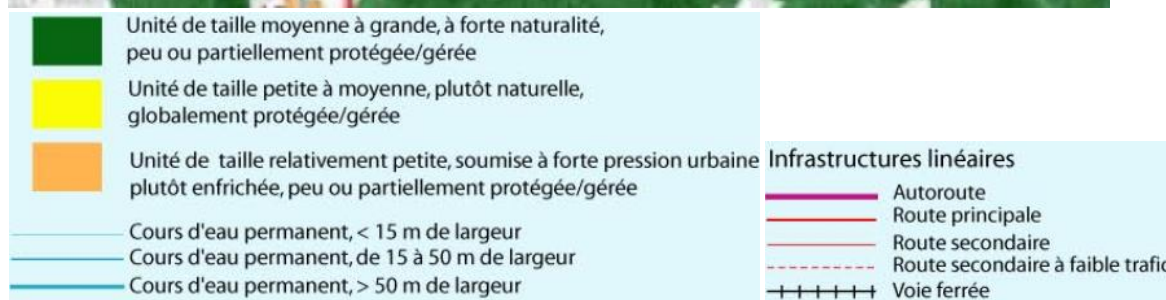 Unité de taille moyenne à grande, à forte naturalité,
peu ou partiellement protégée/gérée
Unité de taille petite à moyenne, plutôt naturelle,
globalement protégée/gérée
Unité de taille relativement petite, soumise à forte pression urbaine
plutôt enfrichée, peu ou partiellement protégée/gérée
Cours d'eau permanent, < 15 m de largeur
Cours d'eau permanent, de 15 à 50 m de largeur
Cours d'eau permanent, > 50 m de largeur
Infrastructures linéaires
Autoroute
Route principale
Route secondaire
Route secondaire à faible trafic
Voie ferrée